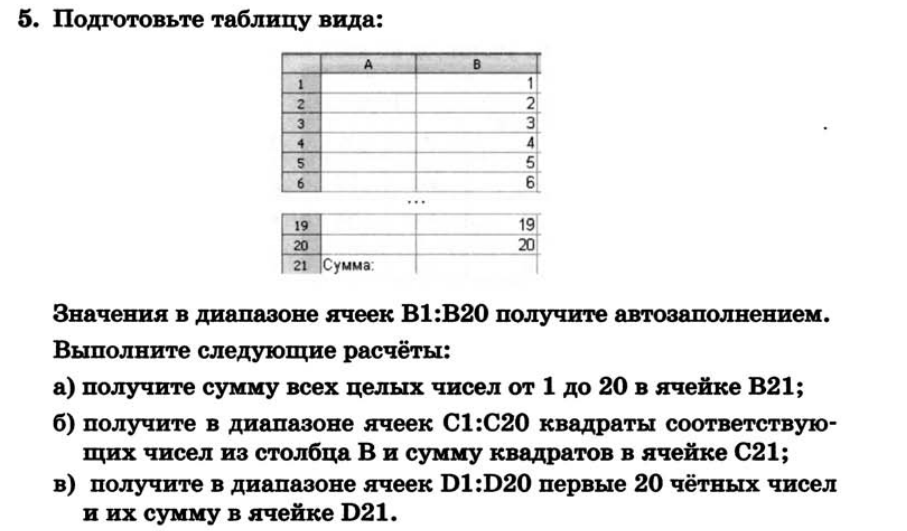 5. Подготовьте таблицу вида:
A B
1 1
2 2
3 3
4 4
5 5
6 6
...
19 19
20 20
21 Сумма:
Значения в диапазоне ячеек B1:B20 получите автозаполнением.
Выполните следующие расчёты:
а) получите сумму всех целых чисел от 1 до 20 в ячейке B21;
б) получите в диапазоне ячеек C1:C20 квадраты соответствую-
щих чисел из столбца B и сумму квадратов в ячейке C21;
в) получите в диапазоне ячеек D1:D20 первые 20 чётных чисел
и их сумму в ячейке D21.